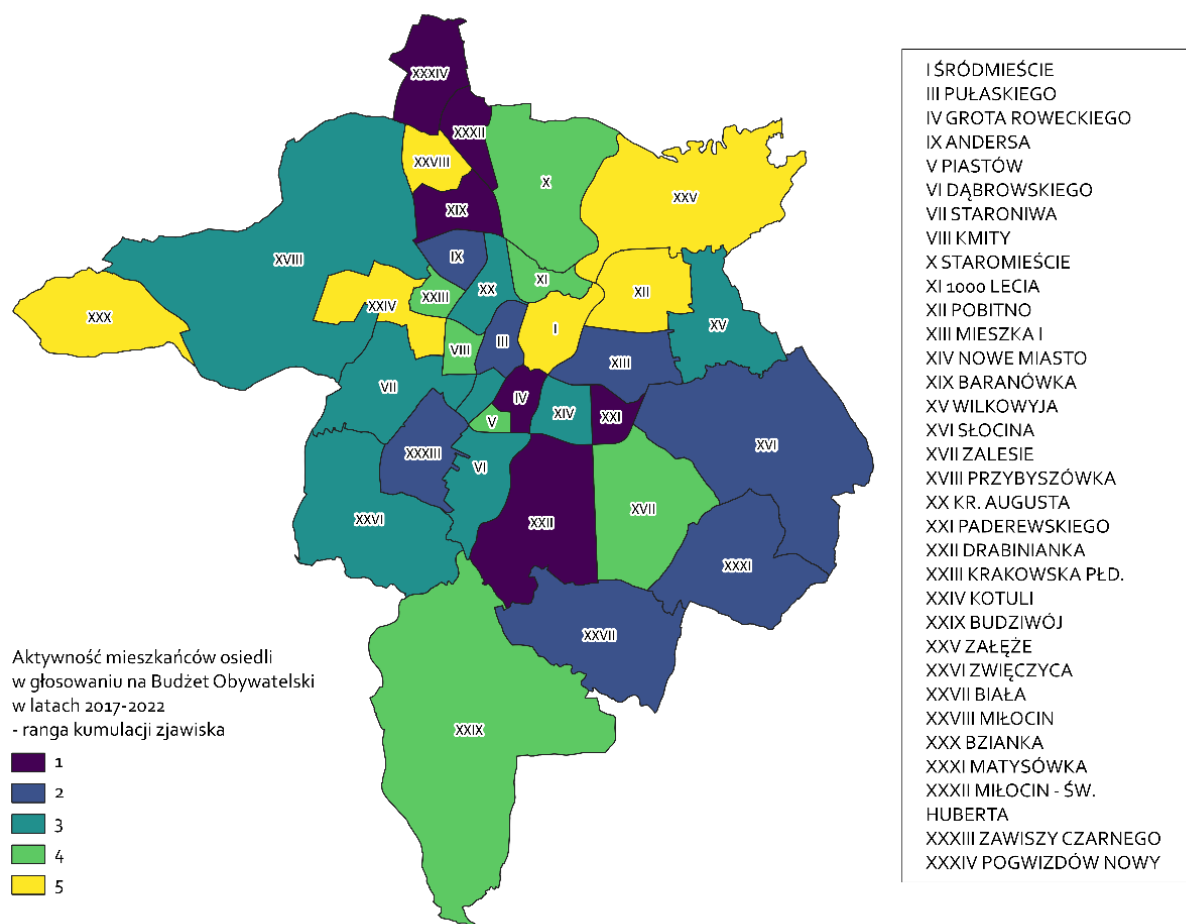 XXXIV
XXXII
XXVIII
X
XXV
XIX
IX
XVIII
XI
XX
XXIII
XII
XXIV
XXX
I
XV
III
VIII
XIII
VII
IV
XIV
XXI
V
XVI
XXXIII
VI
XVII
XXVI
XXII
XXXI
XXVII
XXIX
Aktywność mieszkańców osiedli
w głosowaniu na Budżet Obywatelski
w latach 2017-2022
- ranga kumulacji zjawiska
1
2
3
4
5
I ŚRÓDMIEŚCIE
III PUŁASKIEGO
IV GROTA ROWECKIEGO
IX ANDERSA
V PIASTÓW
VI DĄBROWSKIEGO
VII STARONIWA
VIII KMITY
X STAROMIEŚCIE
XI 1000 LECIA
XII POBITNO
XIII MIESZKA I
XIV NOWE MIASTO
XIX BARANÓWKA
XV WILKOWYJA
XVI SŁOCINA
XVII ZALESIE
XVIII PRZYBYSZÓWKA
XX KR. AUGUSTA
XXI PADEREWSKIEGO
XXII DRABINIANKA
XXIII KRAKOWSKA PŁD.
XXIV KOTULI
XXIX BUDZIWÓJ
XXV ZAŁĘŻE
XXVI ZWIĘCZYCA
XXVII BIAŁA
XXVIII MIŁOCIN
XXX BZIANKA
XXXI MATYSÓWKA
XXXII MIŁOCIN - ŚW.
HUBERTA
XXXIII ZAWISZY CZARNEGO
XXXIV POGWIZDÓW NOWY